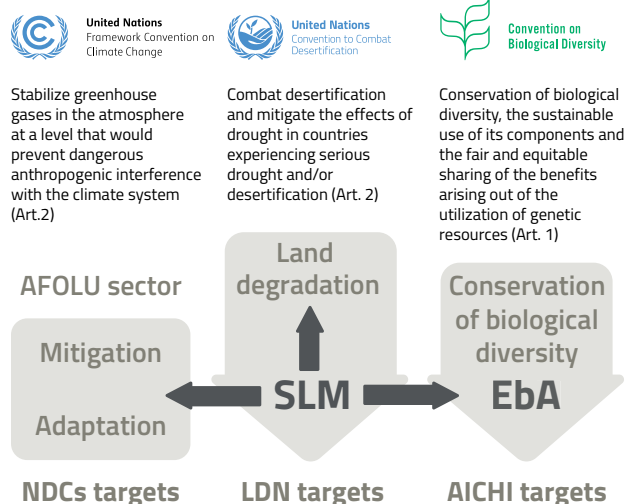 United Nations
Framework Convention on
Climate Change
United Nations
Convention to Combat
Desertification
Convention on
Biological Diversity
Stabilize greenhouse
gases in the atmosphere
at a level that would
prevent dangerous
anthropogenic interference
with the climate system
(Art.2)
Combat desertification
and mitigate the effects of
drought in countries
experiencing serious
drought and/or
desertification (Art. 2)
Conservation of biological
diversity, the sustainable
use of its components and
the fair and equitable
sharing of the benefits
arising out of the
utilization of genetic
resources (Art. 1)
AFOLU sector
Mitigation
Adaptation
NDCs targets
Land
degradation
SLM
LDN targets
Conservation
of biological
diversity
EbA
AICHI targets